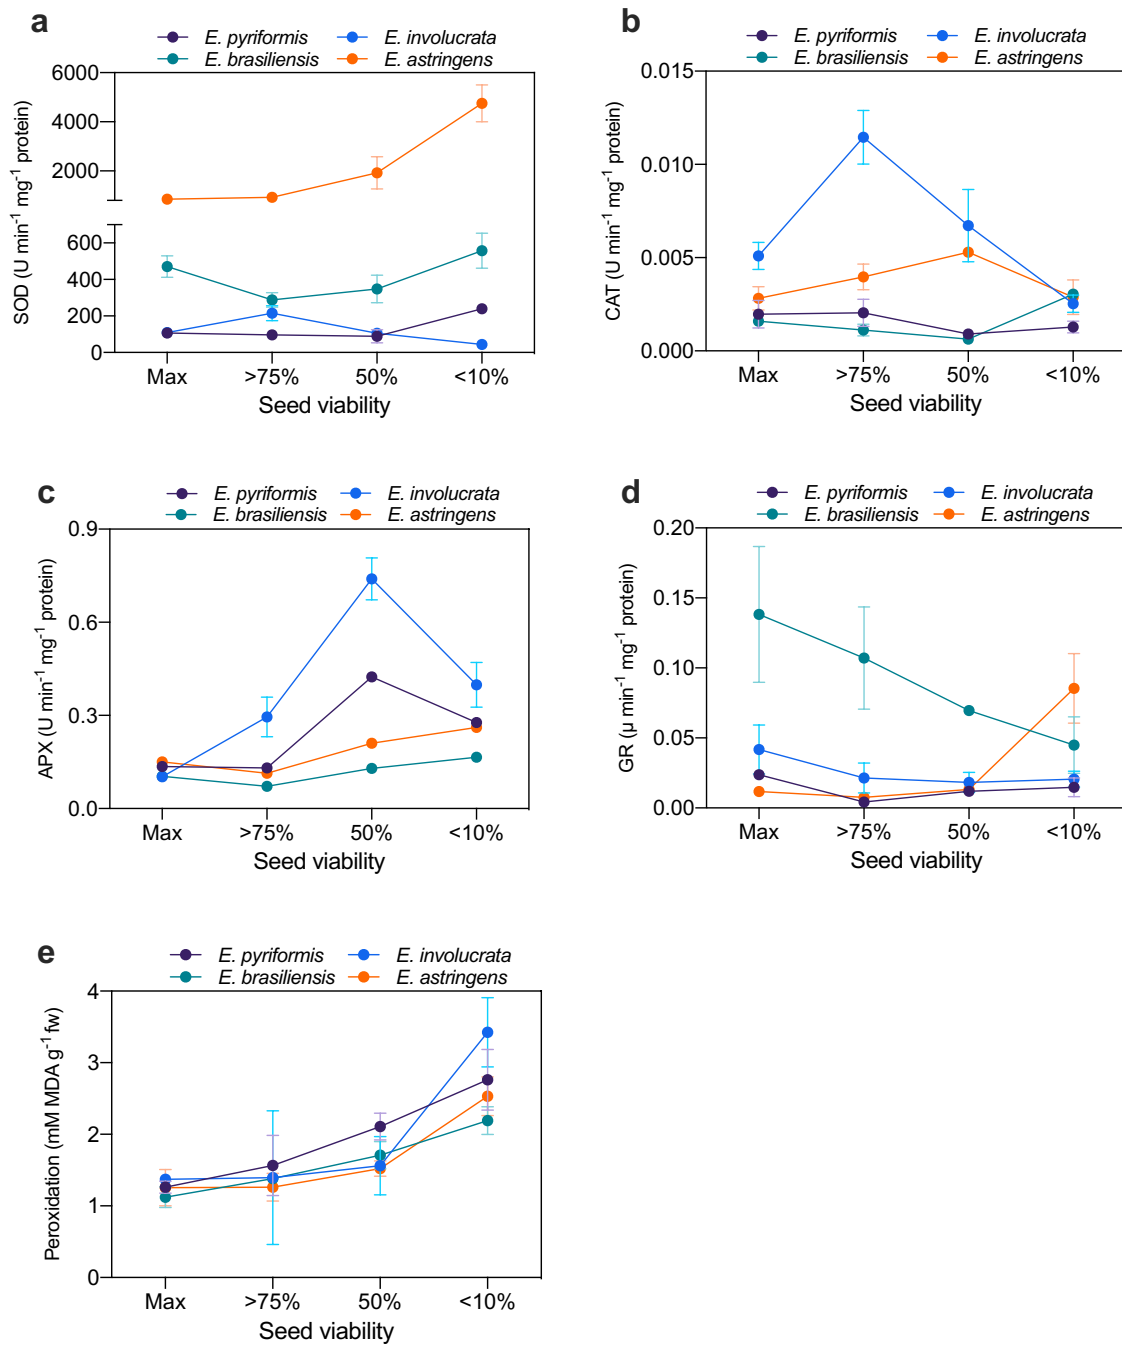 a
E. pyriformis E. involucrata
E. brasiliensis E. astringens
SOD (U min⁻¹ mg⁻¹ protein)
6000
4000
2000
600
400
200
0
Max >75% 50% <10%
Seed viability
b
E. pyriformis E. involucrata
E. brasiliensis E. astringens
CAT (U min⁻¹ mg⁻¹ protein)
0.015
0.010
0.005
0.000
Max >75% 50% <10%
Seed viability
c
E. pyriformis E. involucrata
E. brasiliensis E. astringens
APX (U min⁻¹ mg⁻¹ protein)
0.9
0.6
0.3
0.0
Max >75% 50% <10%
Seed viability
d
E. pyriformis E. involucrata
E. brasiliensis E. astringens
GR (µ min⁻¹ mg⁻¹ protein)
0.20
0.15
0.10
0.05
0.00
Max >75% 50% <10%
Seed viability
e
E. pyriformis E. involucrata
E. brasiliensis E. astringens
Peroxidation (mM MDA g⁻¹ fw)
4
3
2
1
0
Max >75% 50% <10%
Seed viability